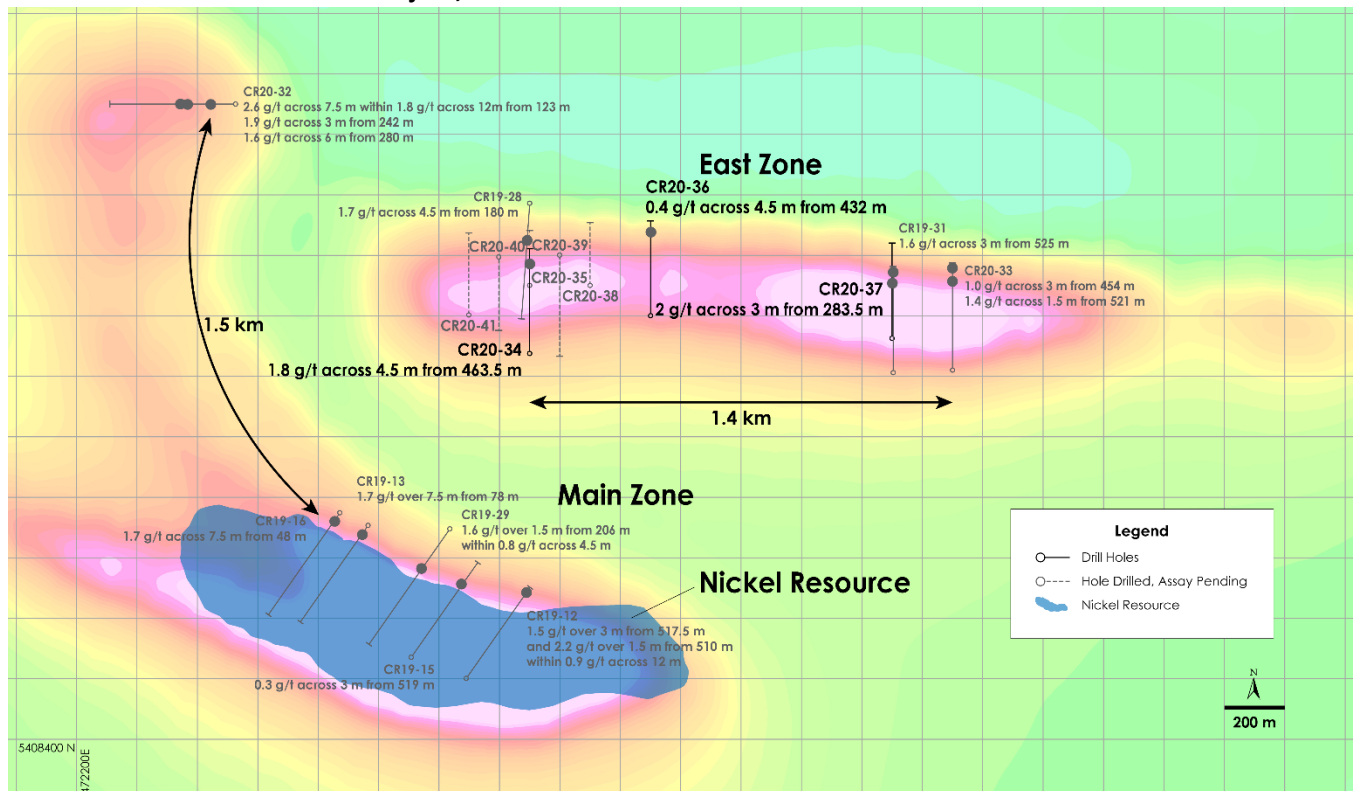 CR20-32
2.6 g/t across 7.5 m within 1.8 g/t across 12m from 123 m
1.9 g/t across 3 m from 242 m
1.6 g/t across 6 m from 280 m
East Zone
CR20-36
0.4 g/t across 4.5 m from 432 m
CR19-28
1.7 g/t across 4.5 m from 180 m
CR19-31
1.6 g/t across 3 m from 525 m
CR20-40
CR20-39
CR20-35
CR20-38
CR20-33
1.0 g/t across 3 m from 454 m
1.4 g/t across 1.5 m from 521 m
CR20-37
2 g/t across 3 m from 283.5 m
CR20-41
CR20-34
1.8 g/t across 4.5 m from 463.5 m
1.5 km
1.4 km
Main Zone
CR19-13
1.7 g/t over 7.5 m from 78 m
CR19-29
1.6 g/t over 1.5 m from 206 m
within 0.8 g/t across 4.5 m
CR19-16
1.7 g/t across 7.5 m from 48 m
Nickel Resource
CR19-12
1.5 g/t over 3 m from 517.5 m
and 2.2 g/t over 1.5 m from 510 m
within 0.9 g/t across 12 m
CR19-15
0.3 g/t across 3 m from 519 m
Legend
Drill Holes
Hole Drilled, Assay Pending
Nickel Resource
N
200 m
5408400 N
472200E